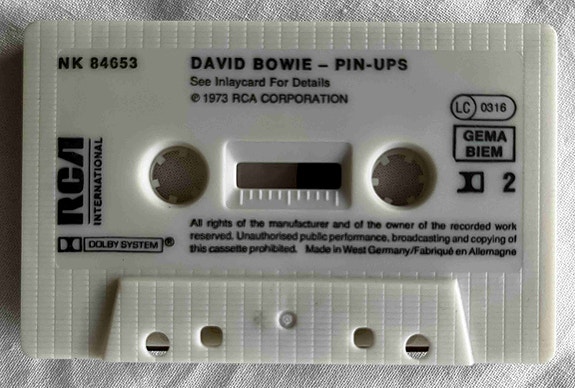 NK 84653
DAVID BOWIE – PIN-UPS
See Inlaycard For Details
℗ 1973 RCA CORPORATION
LC 0316
GEMA
BIEM
2
RCA
INTERNATIONAL
DOLBY SYSTEM ®
All rights of the manufacturer and of the owner of the recorded work
reserved. Unauthorised public performance, broadcasting and copying of
this cassette prohibited. Made in West Germany/Fabriqué en Allemagne